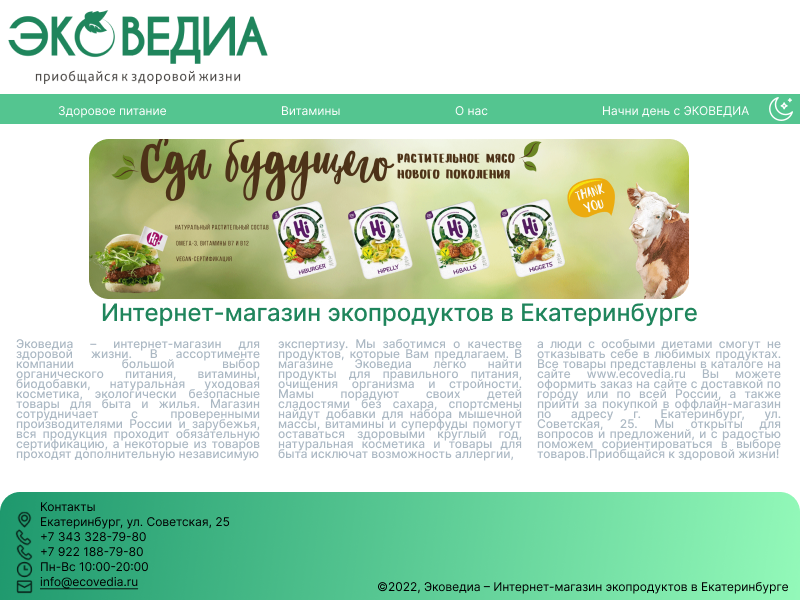 ЭКОВЕДИА
приобщайся к здоровой жизни
Здоровое питание Витамины О нас Начни день с ЭКОВЕДИА
Еда будущего
РАСТИТЕЛЬНОЕ МЯСО
НОВОГО ПОКОЛЕНИЯ
THANK
YOU
НАТУРАЛЬНЫЙ РАСТИТЕЛЬНЫЙ СОСТАВ
ОМЕГА-3, ВИТАМИНЫ D7 И B12
VEGAN-СЕРТИФИКАЦИЯ
Hi!
Hi Hi Hi Hi
HiBURGER HiPELLY HiBALLS HiGGETS
Интернет-магазин экопродуктов в Екатеринбурге
Эковедиа – интернет-магазин для
здоровой жизни. В ассортименте
компании большой выбор
органического питания, витамины,
биодобавки, натуральная уходовая
косметика, экологически безопасные
товары для быта и жилья. Магазин
сотрудничает с проверенными
производителями России и зарубежья,
вся продукция проходит обязательную
сертификацию, а некоторые из товаров
проходят дополнительную независимую
экспертизу. Мы заботимся о качестве
продуктов, которые Вам предлагаем. В
магазине Эковедиа легко найти
продукты для правильного питания,
очищения организма и стройности.
Мамы порадуют своих детей
сладостями без сахара, спортсмены
найдут добавки для набора мышечной
массы, витамины и суперфуды помогут
оставаться здоровыми круглый год,
натуральная косметика и товары для
быта исключат возможность аллергии,
а люди с особыми диетами смогут не
отказывать себе в любимых продуктах.
Все товары представлены в каталоге на
сайте www.ecovedia.ru Вы можете
оформить заказ на сайте с доставкой по
городу или по всей России, а также
прийти за покупкой в оффлайн-магазин
по адресу г. Екатеринбург, ул.
Советская, 25. Мы открыты для
вопросов и предложений, и с радостью
поможем сориентироваться в выборе
товаров.Приобщайся к здоровой жизни!
Контакты
Екатеринбург, ул. Советская, 25
+7 343 328-79-80
+7 922 188-79-80
Пн-Вс 10:00-20:00
info@ecovedia.ru
©2022, Эковедиа – Интернет-магазин экопродуктов в Екатеринбурге